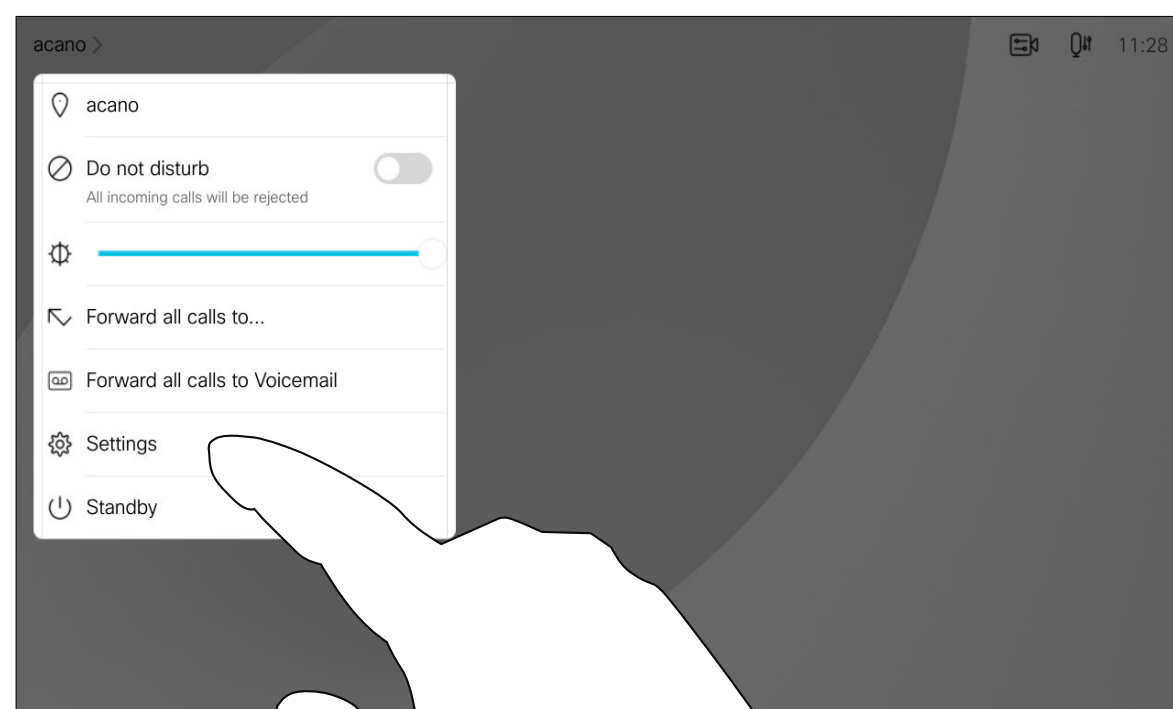 acano
11:28
acano
Do not disturb
All incoming calls will be rejected
Forward all calls to...
Forward all calls to Voicemail
Settings
Standby